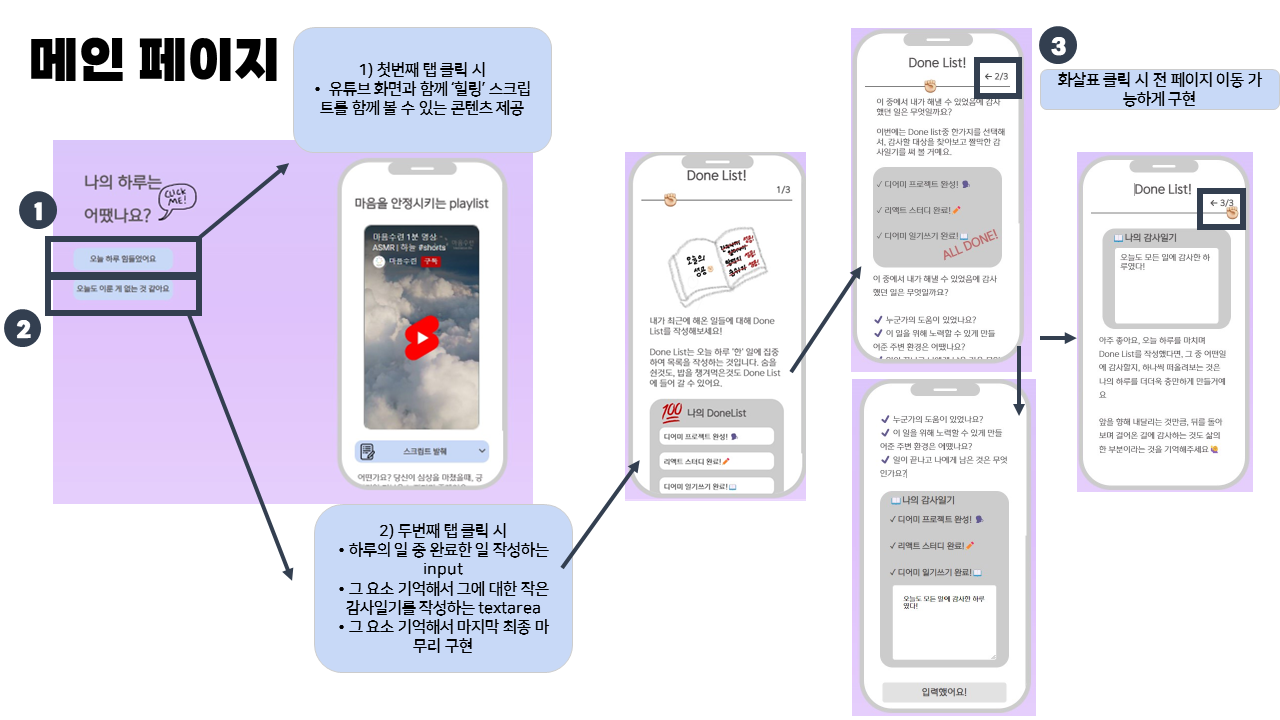 메인 페이지
1) 첫번째 탭 클릭 시
• 유튜브 화면과 함께 '힐링' 스크립
트를 함께 볼 수 있는 콘텐츠 제공
1
나의 하루는
어땠나요?
CLICK
ME!
오늘 하루 힘들었어요
2
오늘도 이룬 게 없는 것 같아요
마음을 안정시키는 playlist
마음수련 1분 명상 -
ASMR | 하늘 #shorts
마음수련
구독
스크립트 발췌
어떤가요? 당신이 심상을 마쳤을때, 긍
2) 두번째 탭 클릭 시
• 하루의 일 중 완료한 일 작성하는
input
• 그 요소 기억해서 그에 대한 작은
감사일기를 작성하는 textarea
• 그 요소 기억해서 마지막 최종 마
무리 구현
Done List!
1/3
오늘의
성공
내가 최근에 해온 일들에 대해 Done
List를 작성해보세요!
Done List는 오늘 하루 '한' 일에 집중
하여 목록을 작성하는 것입니다. 숨을
쉰것도, 밥을 챙겨먹은것도 Done List
에 들어 갈 수 있어요.
100 나의 DoneList
디어미 프로젝트 완성! 🗣
리액트 스터디 완료!🖍
디어미 일기쓰기 완료!📖
Done List!
← 2/3
이 중에서 내가 해낼 수 있었음에 감사
했던 일은 무엇일까요?
이번에는 Done list중 한가지를 선택해
서, 감사할 대상을 찾아보고 짤막한 감
사일기를 써 볼 거예요.
✓ 디어미 프로젝트 완성! 🗣
✓ 리액트 스터디 완료!🖍
✓ 디어미 일기쓰기 완료!📖
ALL DONE!
이 중에서 내가 해낼 수 있었음에 감사
했던 일은 무엇일까요?
✔ 누군가의 도움이 있었나요?
✔ 이 일을 위해 노력할 수 있게 만들
어준 주변 환경은 어땠나요?
✔ 누군가의 도움이 있었나요?
✔ 이 일을 위해 노력할 수 있게 만들
어준 주변 환경은 어땠나요?
✔ 일이 끝나고 나에게 남은 것은 무엇
인가요?
📖나의 감사일기
✓ 디어미 프로젝트 완성! 🗣
✓ 리액트 스터디 완료!🖍
✓ 디어미 일기쓰기 완료!📖
오늘도 모든 일에 감사한 하루
였다!
입력했어요!
3
화살표 클릭 시 전 페이지 이동 가
능하게 구현
Done List!
← 3/3
📖나의 감사일기
오늘도 모든 일에 감사한 하
루였다!
아주 좋아요, 오늘 하루를 마치며
Done List를 작성했다면, 그 중 어떤일
에 감사할지, 하나씩 떠올려보는 것은
나의 하루를 더더욱 충만하게 만들거예
요
앞을 향해 내달리는 것만큼, 뒤를 돌아
보며 걸어온 길에 감사하는 것도 삶의
한 부분이라는 것을 기억해주세요